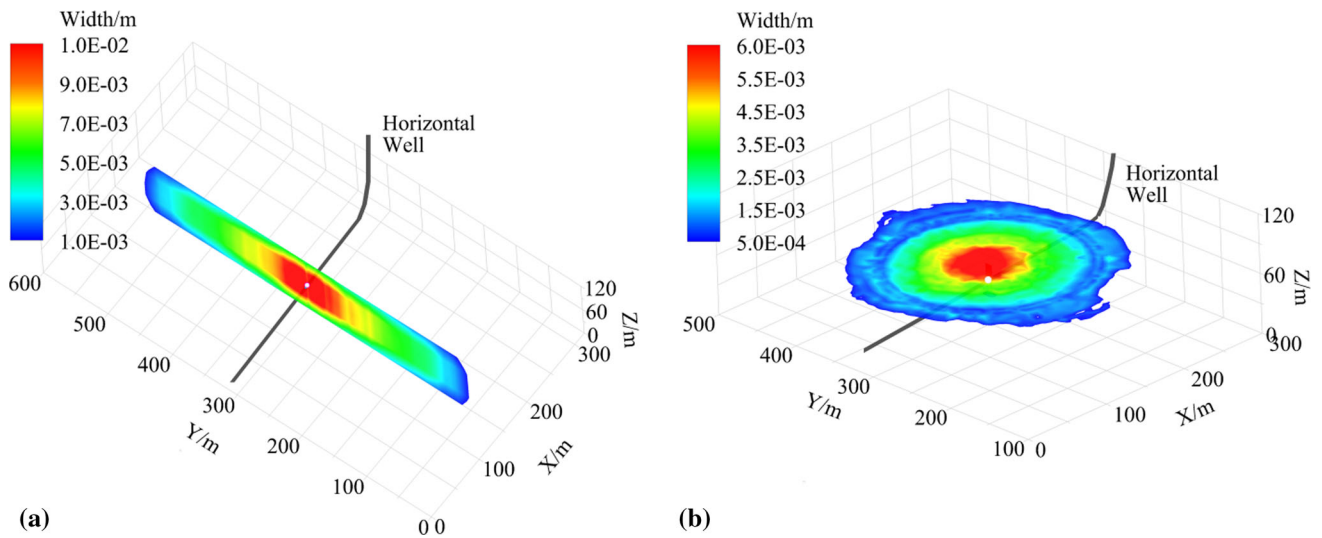 Width/m
1.0E-02
9.0E-03
7.0E-03
5.0E-03
3.0E-03
1.0E-03
Horizontal
Well
600
500
400
300
200
100
0
Y/m
0
100
200
300
X/m
120
60
0
Z/m
(a)
Width/m
6.0E-03
5.5E-03
4.5E-03
3.5E-03
2.5E-03
1.5E-03
5.0E-04
Horizontal
Well
500
400
300
200
100
Y/m
0
100
200
300
X/m
120
60
0
Z/m
(b)